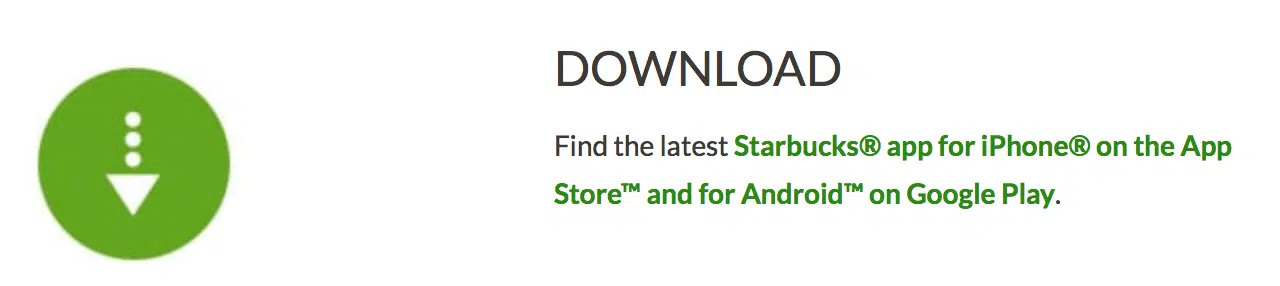 DOWNLOAD
Find the latest Starbucks® app for iPhone® on the App
Store™ and for Android™ on Google Play.